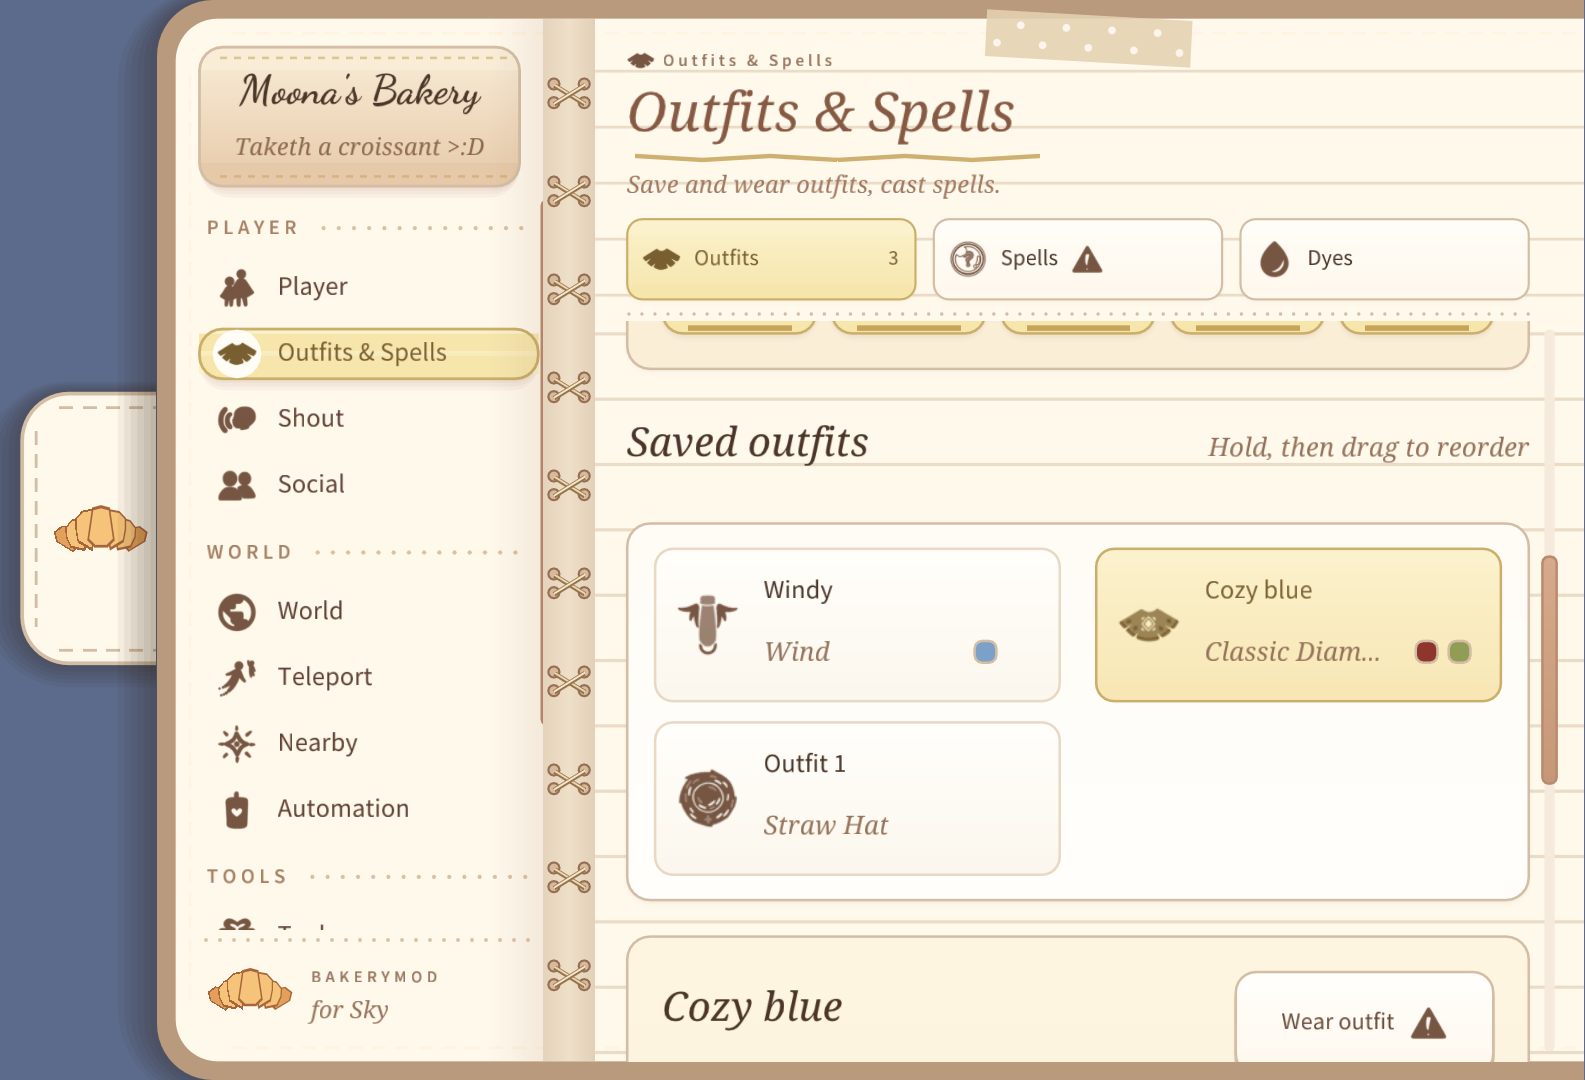 Moona's Bakery
Taketh a croissant >:D
PLAYER
Player
Outfits & Spells
Shout
Social
WORLD
World
Teleport
Nearby
Automation
TOOLS
BAKERYMOD
for Sky
Outfits & Spells
Outfits & Spells
Save and wear outfits, cast spells.
Outfits 3
Spells
Dyes
Saved outfits
Hold, then drag to reorder
Windy
Wind
Cozy blue
Classic Diam...
Outfit 1
Straw Hat
Cozy blue
Wear outfit